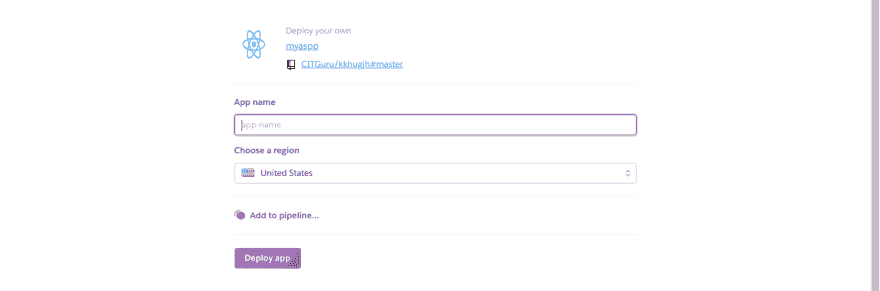 Deploy your own
myaspp
CITGuru/kkhugjh#master
App name
app-name
Choose a region
United States
Add to pipeline...
Deploy app